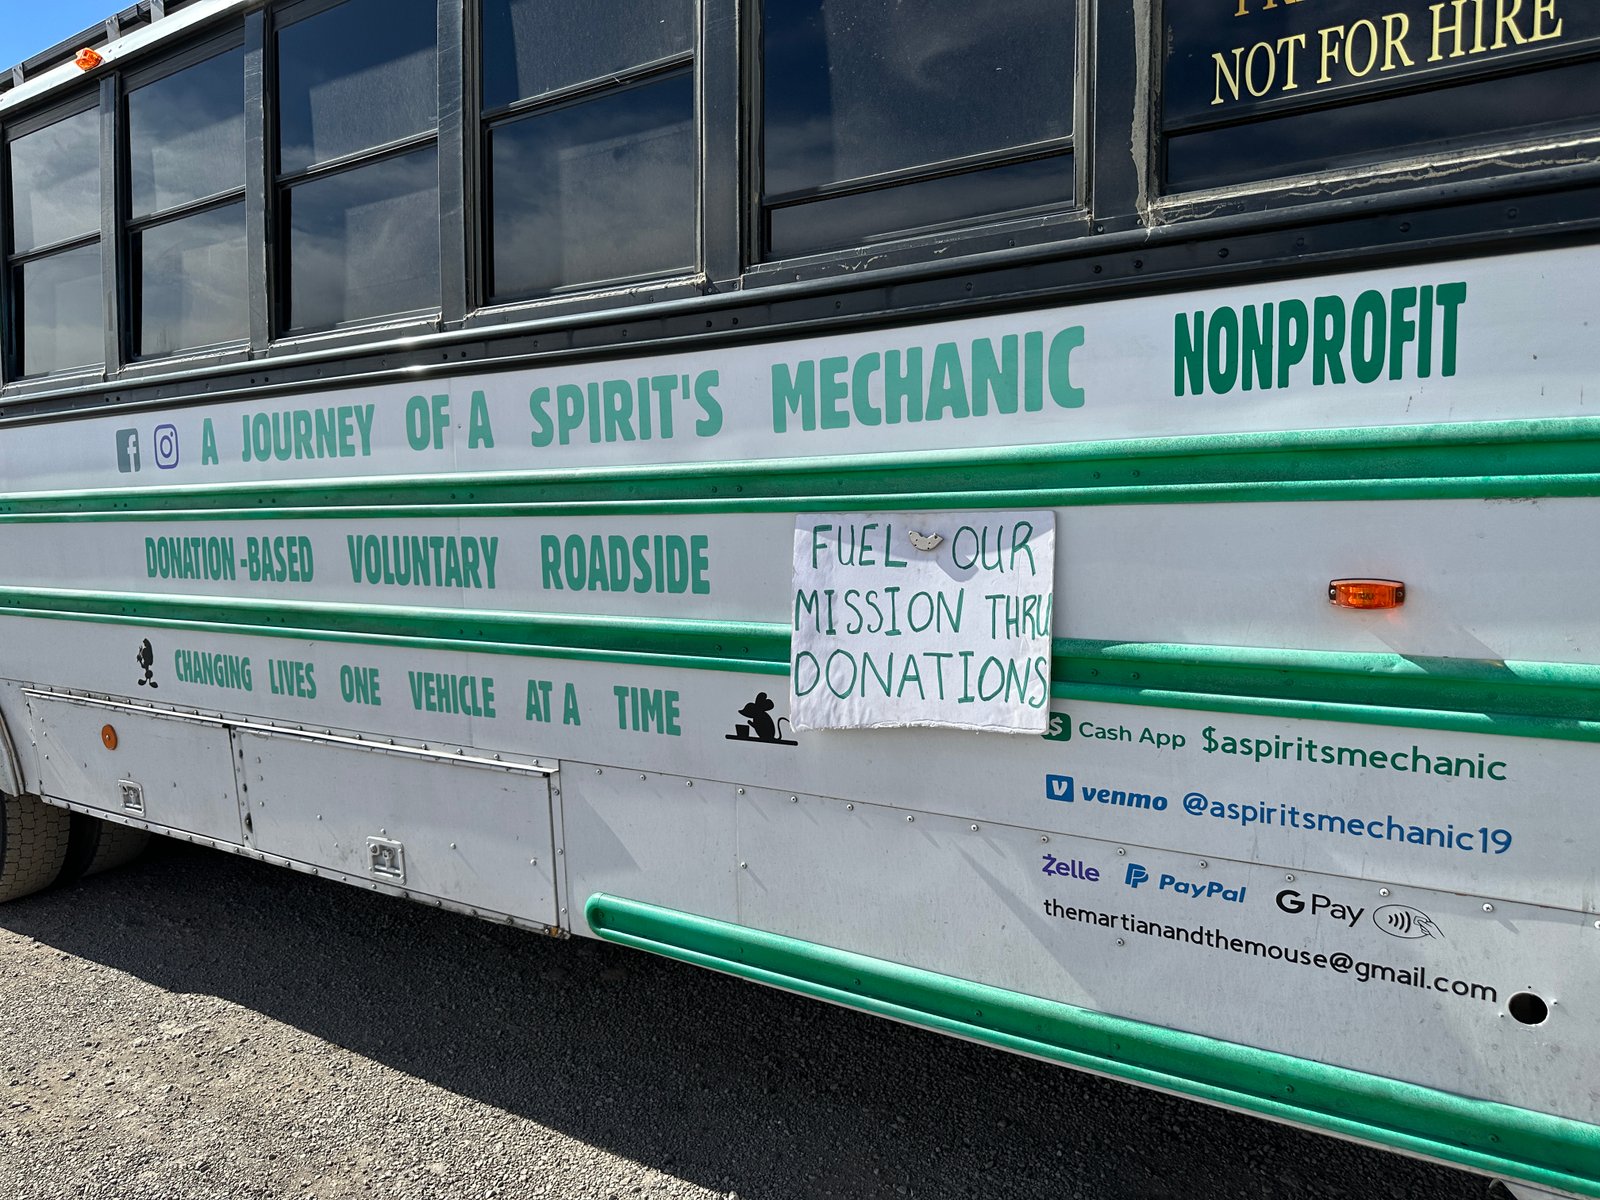 NOT FOR HIRE
A JOURNEY OF A SPIRIT'S MECHANIC NONPROFIT
DONATION-BASED VOLUNTARY ROADSIDE
CHANGING LIVES ONE VEHICLE AT A TIME
FUEL OUR
MISSION THRU
DONATIONS
$ Cash App $aspiritsmechanic
venmo @aspiritsmechanic19
Zelle PayPal G Pay
themartianandthemouse@gmail.com